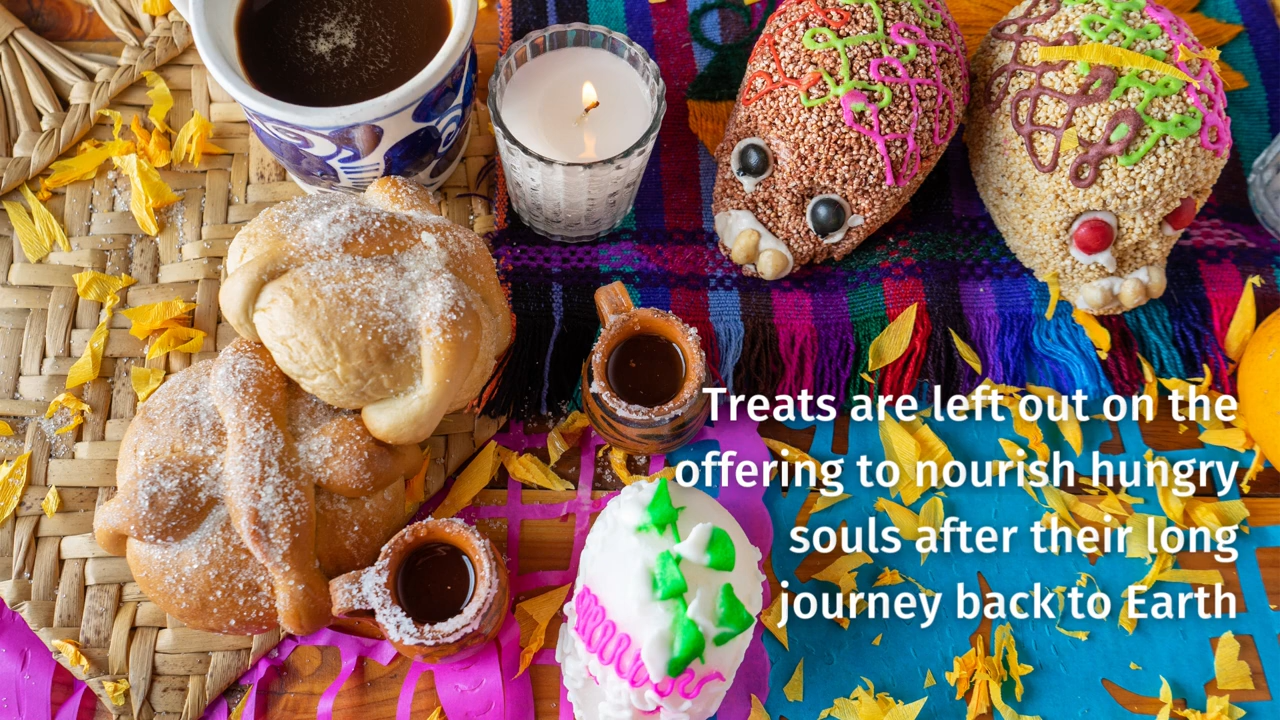 Treats are left out on the
offering to nourish hungry
souls after their long
journey back to Earth